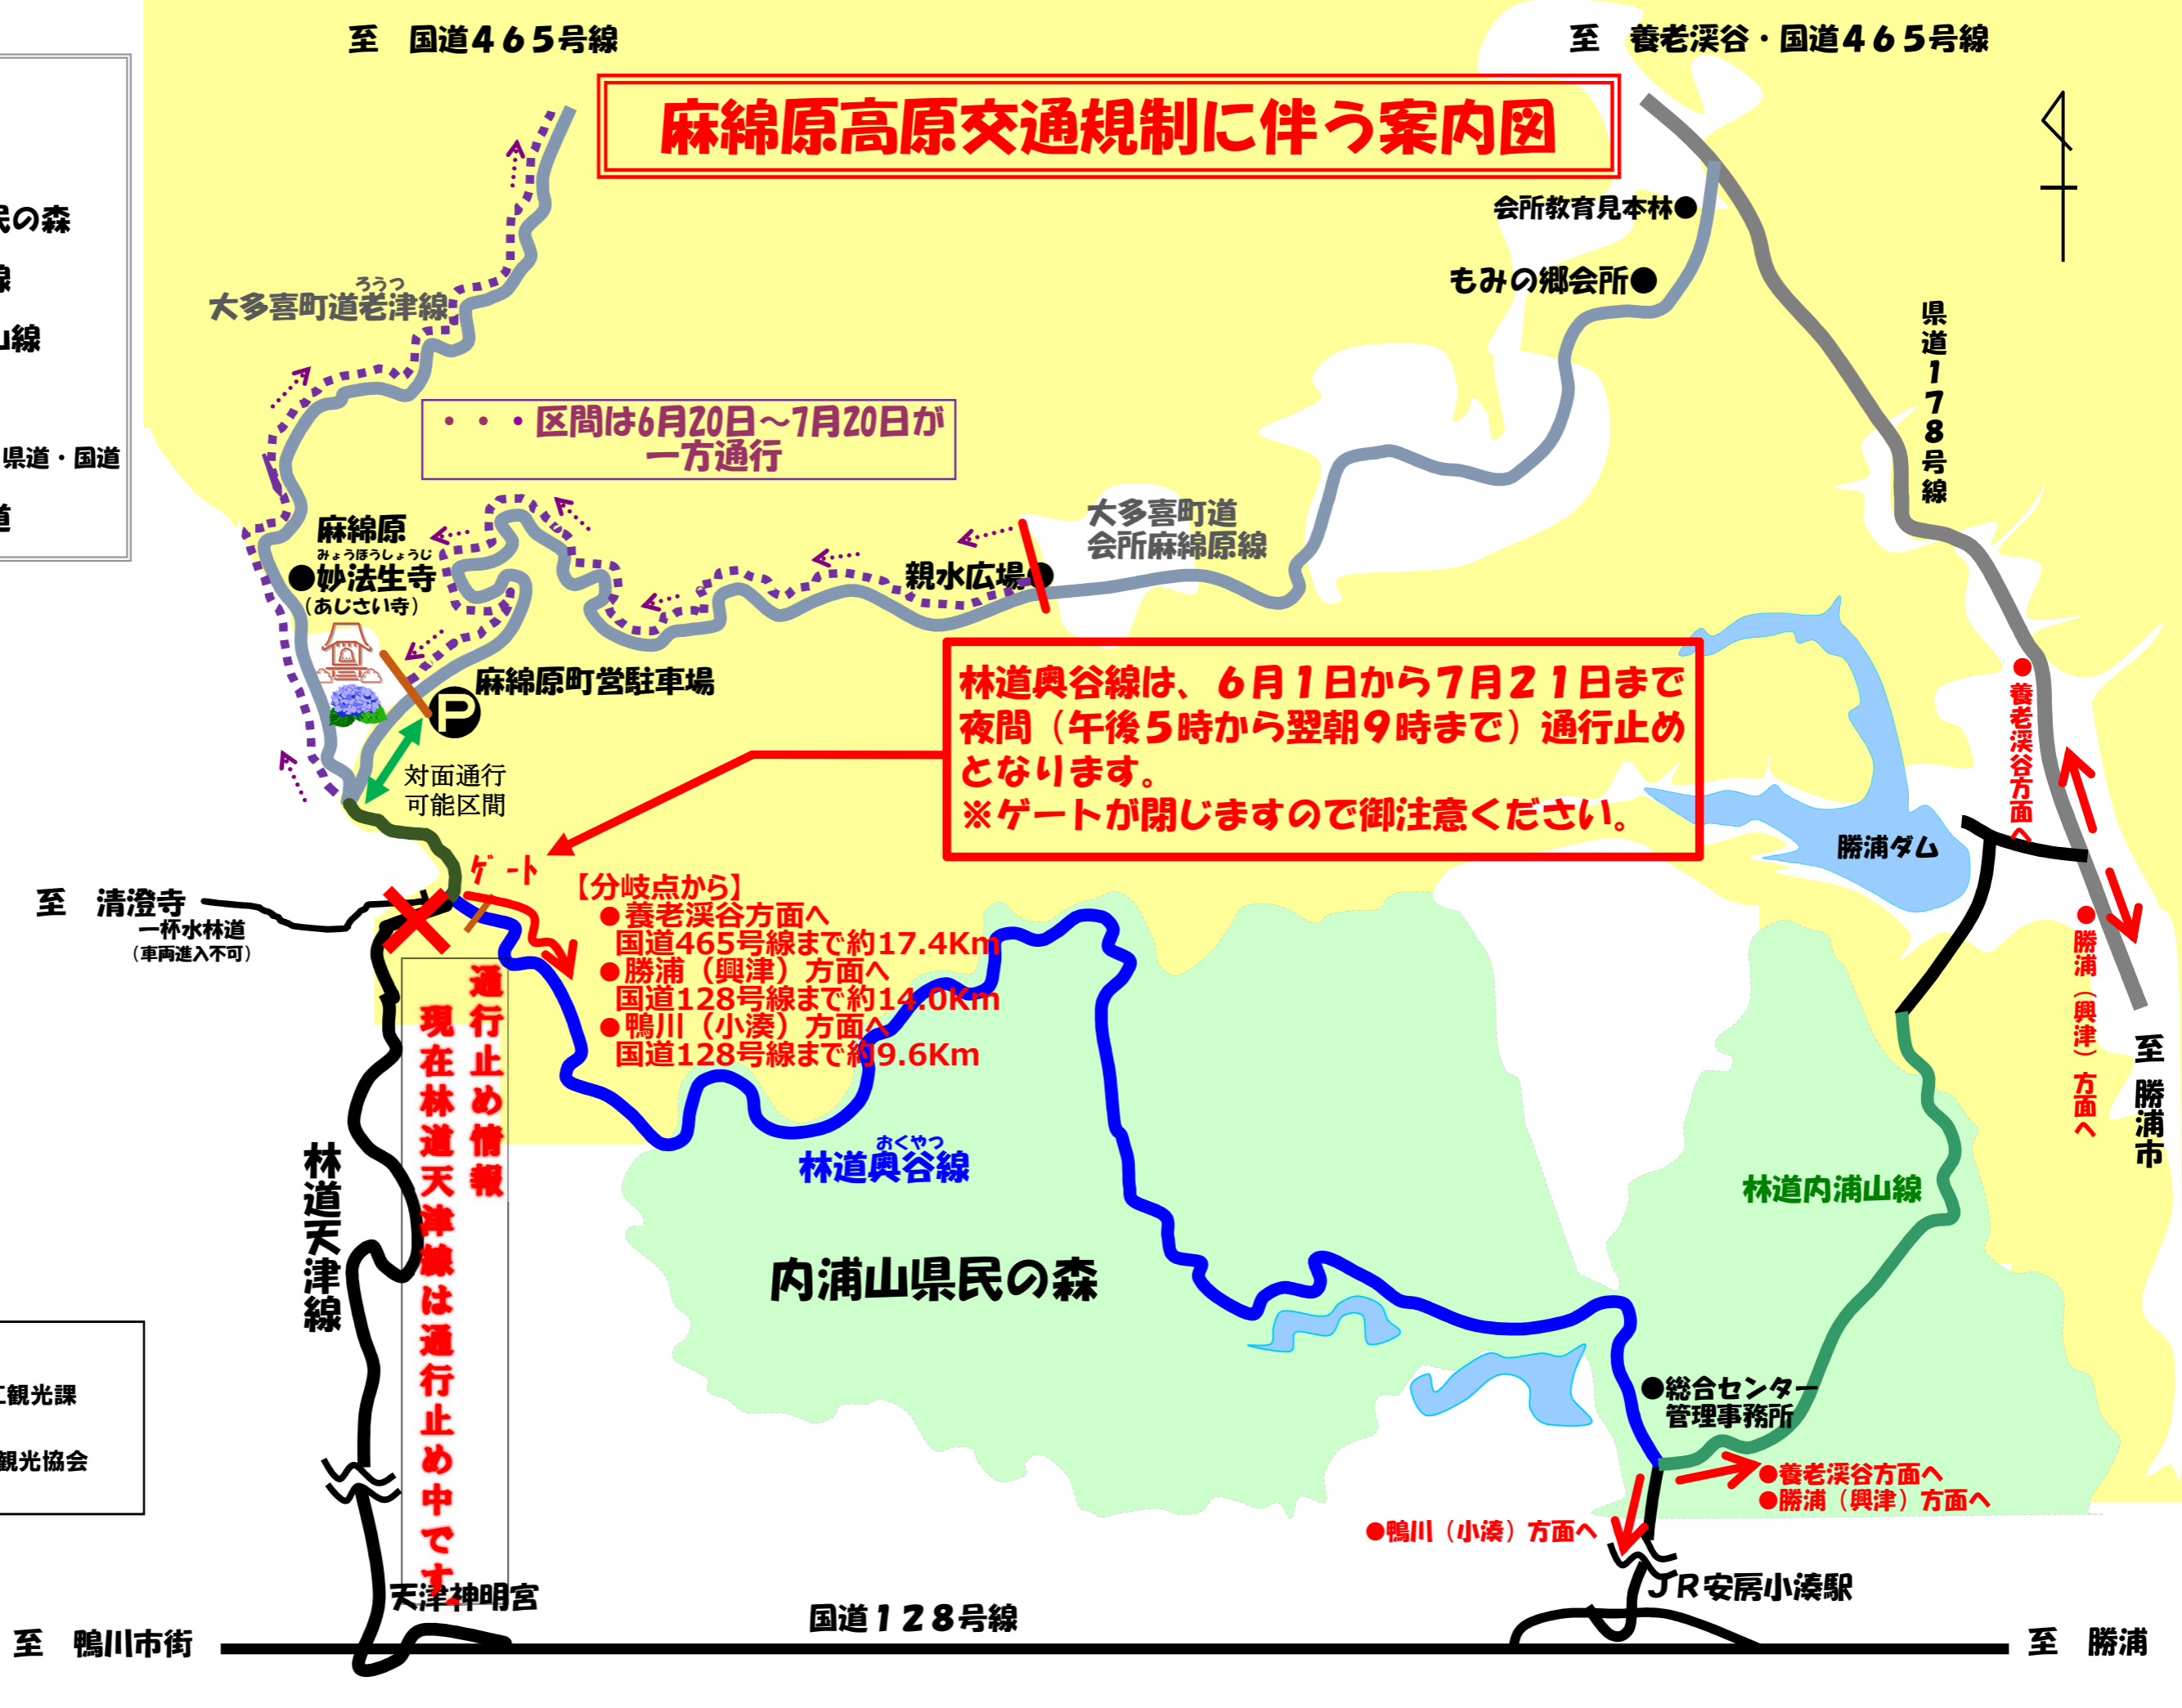 至　国道４６５号線
至　養老渓谷・国道４６５号線
麻綿原高原交通規制に伴う案内図
民の森
線
山線
県道・国道
道
会所教育見本林●
もみの郷会所●
県道１７８号線
ろうつ
大多喜町道老津線
・・・区間は6月20日～7月20日が
一方通行
麻綿原
みょうほうしょうじ
●妙法生寺
（あじさい寺）
大多喜町道
会所麻綿原線
親水広場●
麻綿原町営駐車場
P
対面通行
可能区間
林道奥谷線は、６月１日から７月２１日まで
夜間（午後５時から翌朝９時まで）通行止め
となります。
※ゲートが閉じますので御注意ください。
●養老渓谷方面へ
勝浦ダム
ゲート
至　清澄寺
一杯水林道
（車両進入不可）
【分岐点から】
●養老渓谷方面へ
国道465号線まで約17.4Km
●勝浦（興津）方面へ
国道128号線まで約14.0Km
●鴨川（小湊）方面へ
国道128号線まで約9.6Km
●勝浦（興津）方面へ
至　勝浦市
通行止め情報
現在林道天津線は通行止め中です
林道天津線
おくやつ
林道奥谷線
林道内浦山線
内浦山県民の森
●総合センター
管理事務所
工観光課
観光協会
●養老渓谷方面へ
●勝浦（興津）方面へ
●鴨川（小湊）方面へ
ＪＲ安房小湊駅
天津神明宮
国道１２８号線
至　鴨川市街
至　勝浦